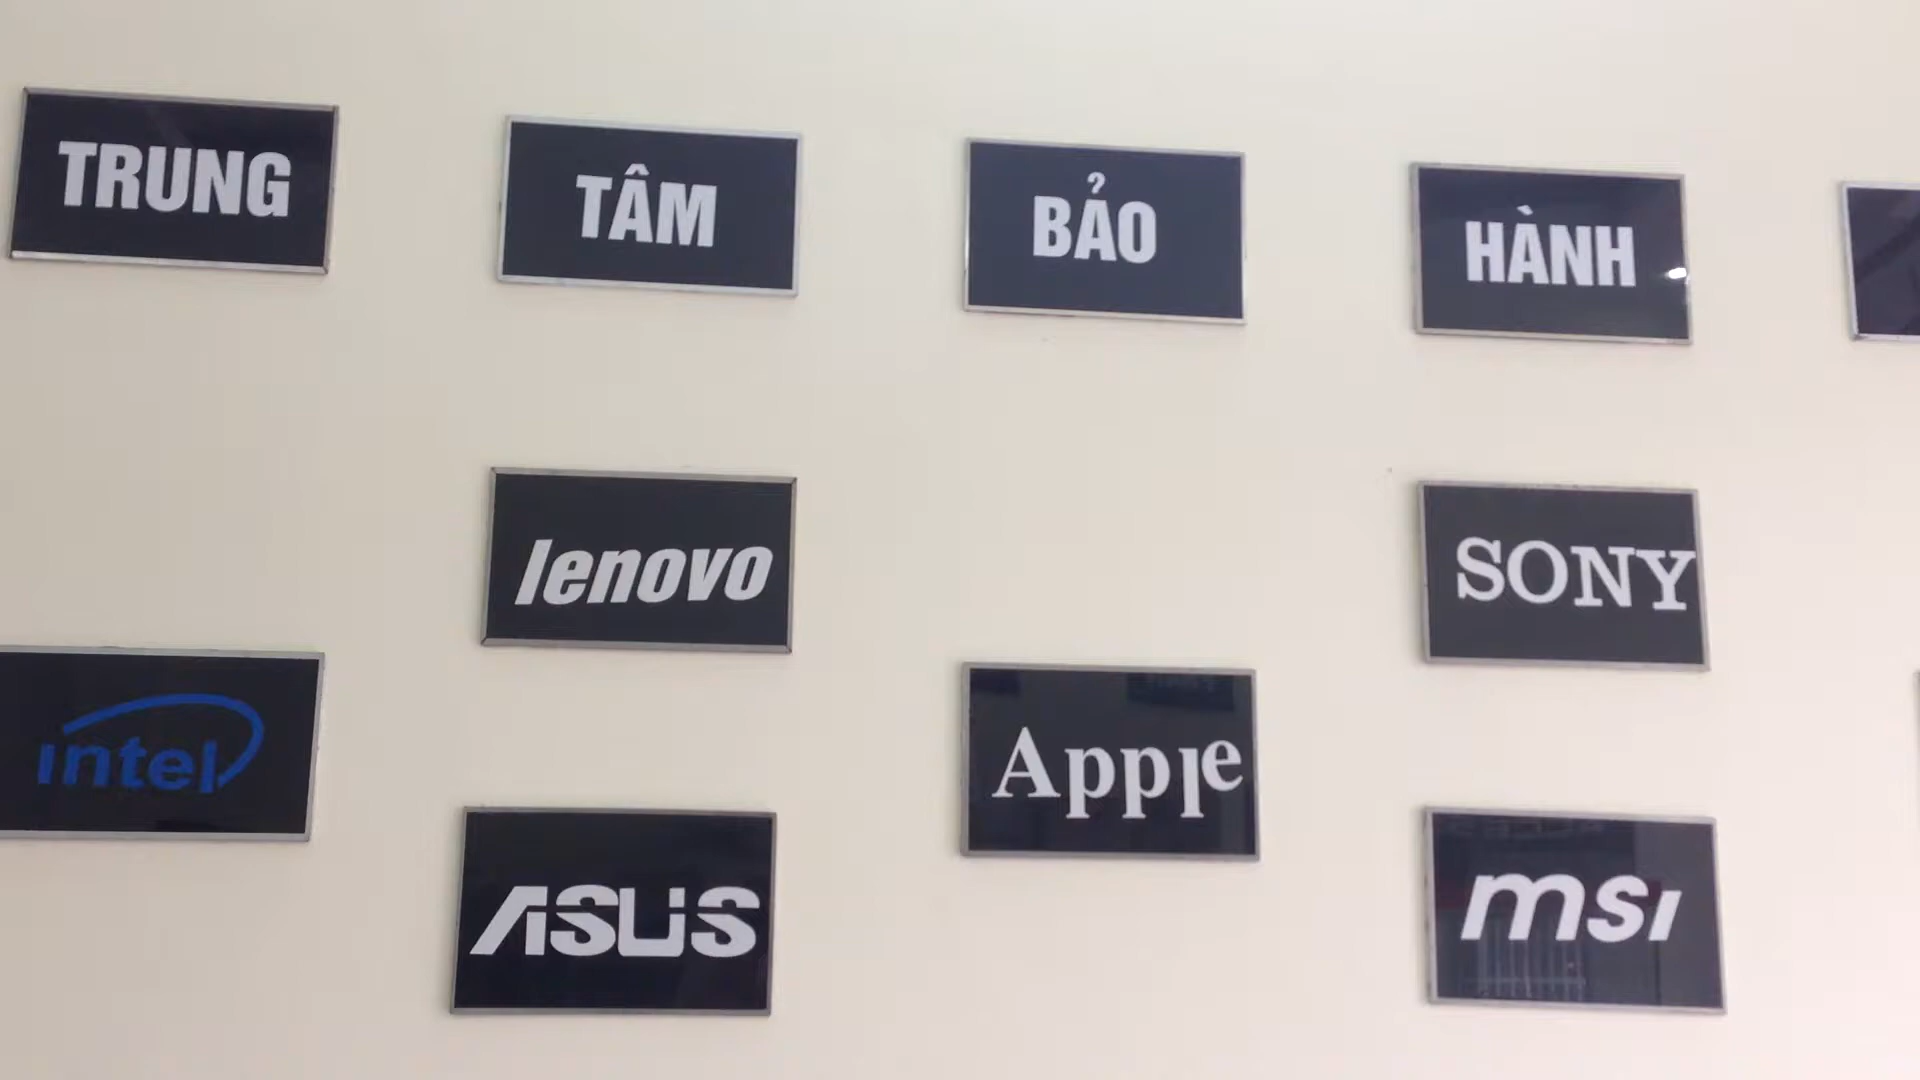 TRUNG TÂM BẢO HÀNH
lenovo
SONY
intel
Apple
ASUS
msi